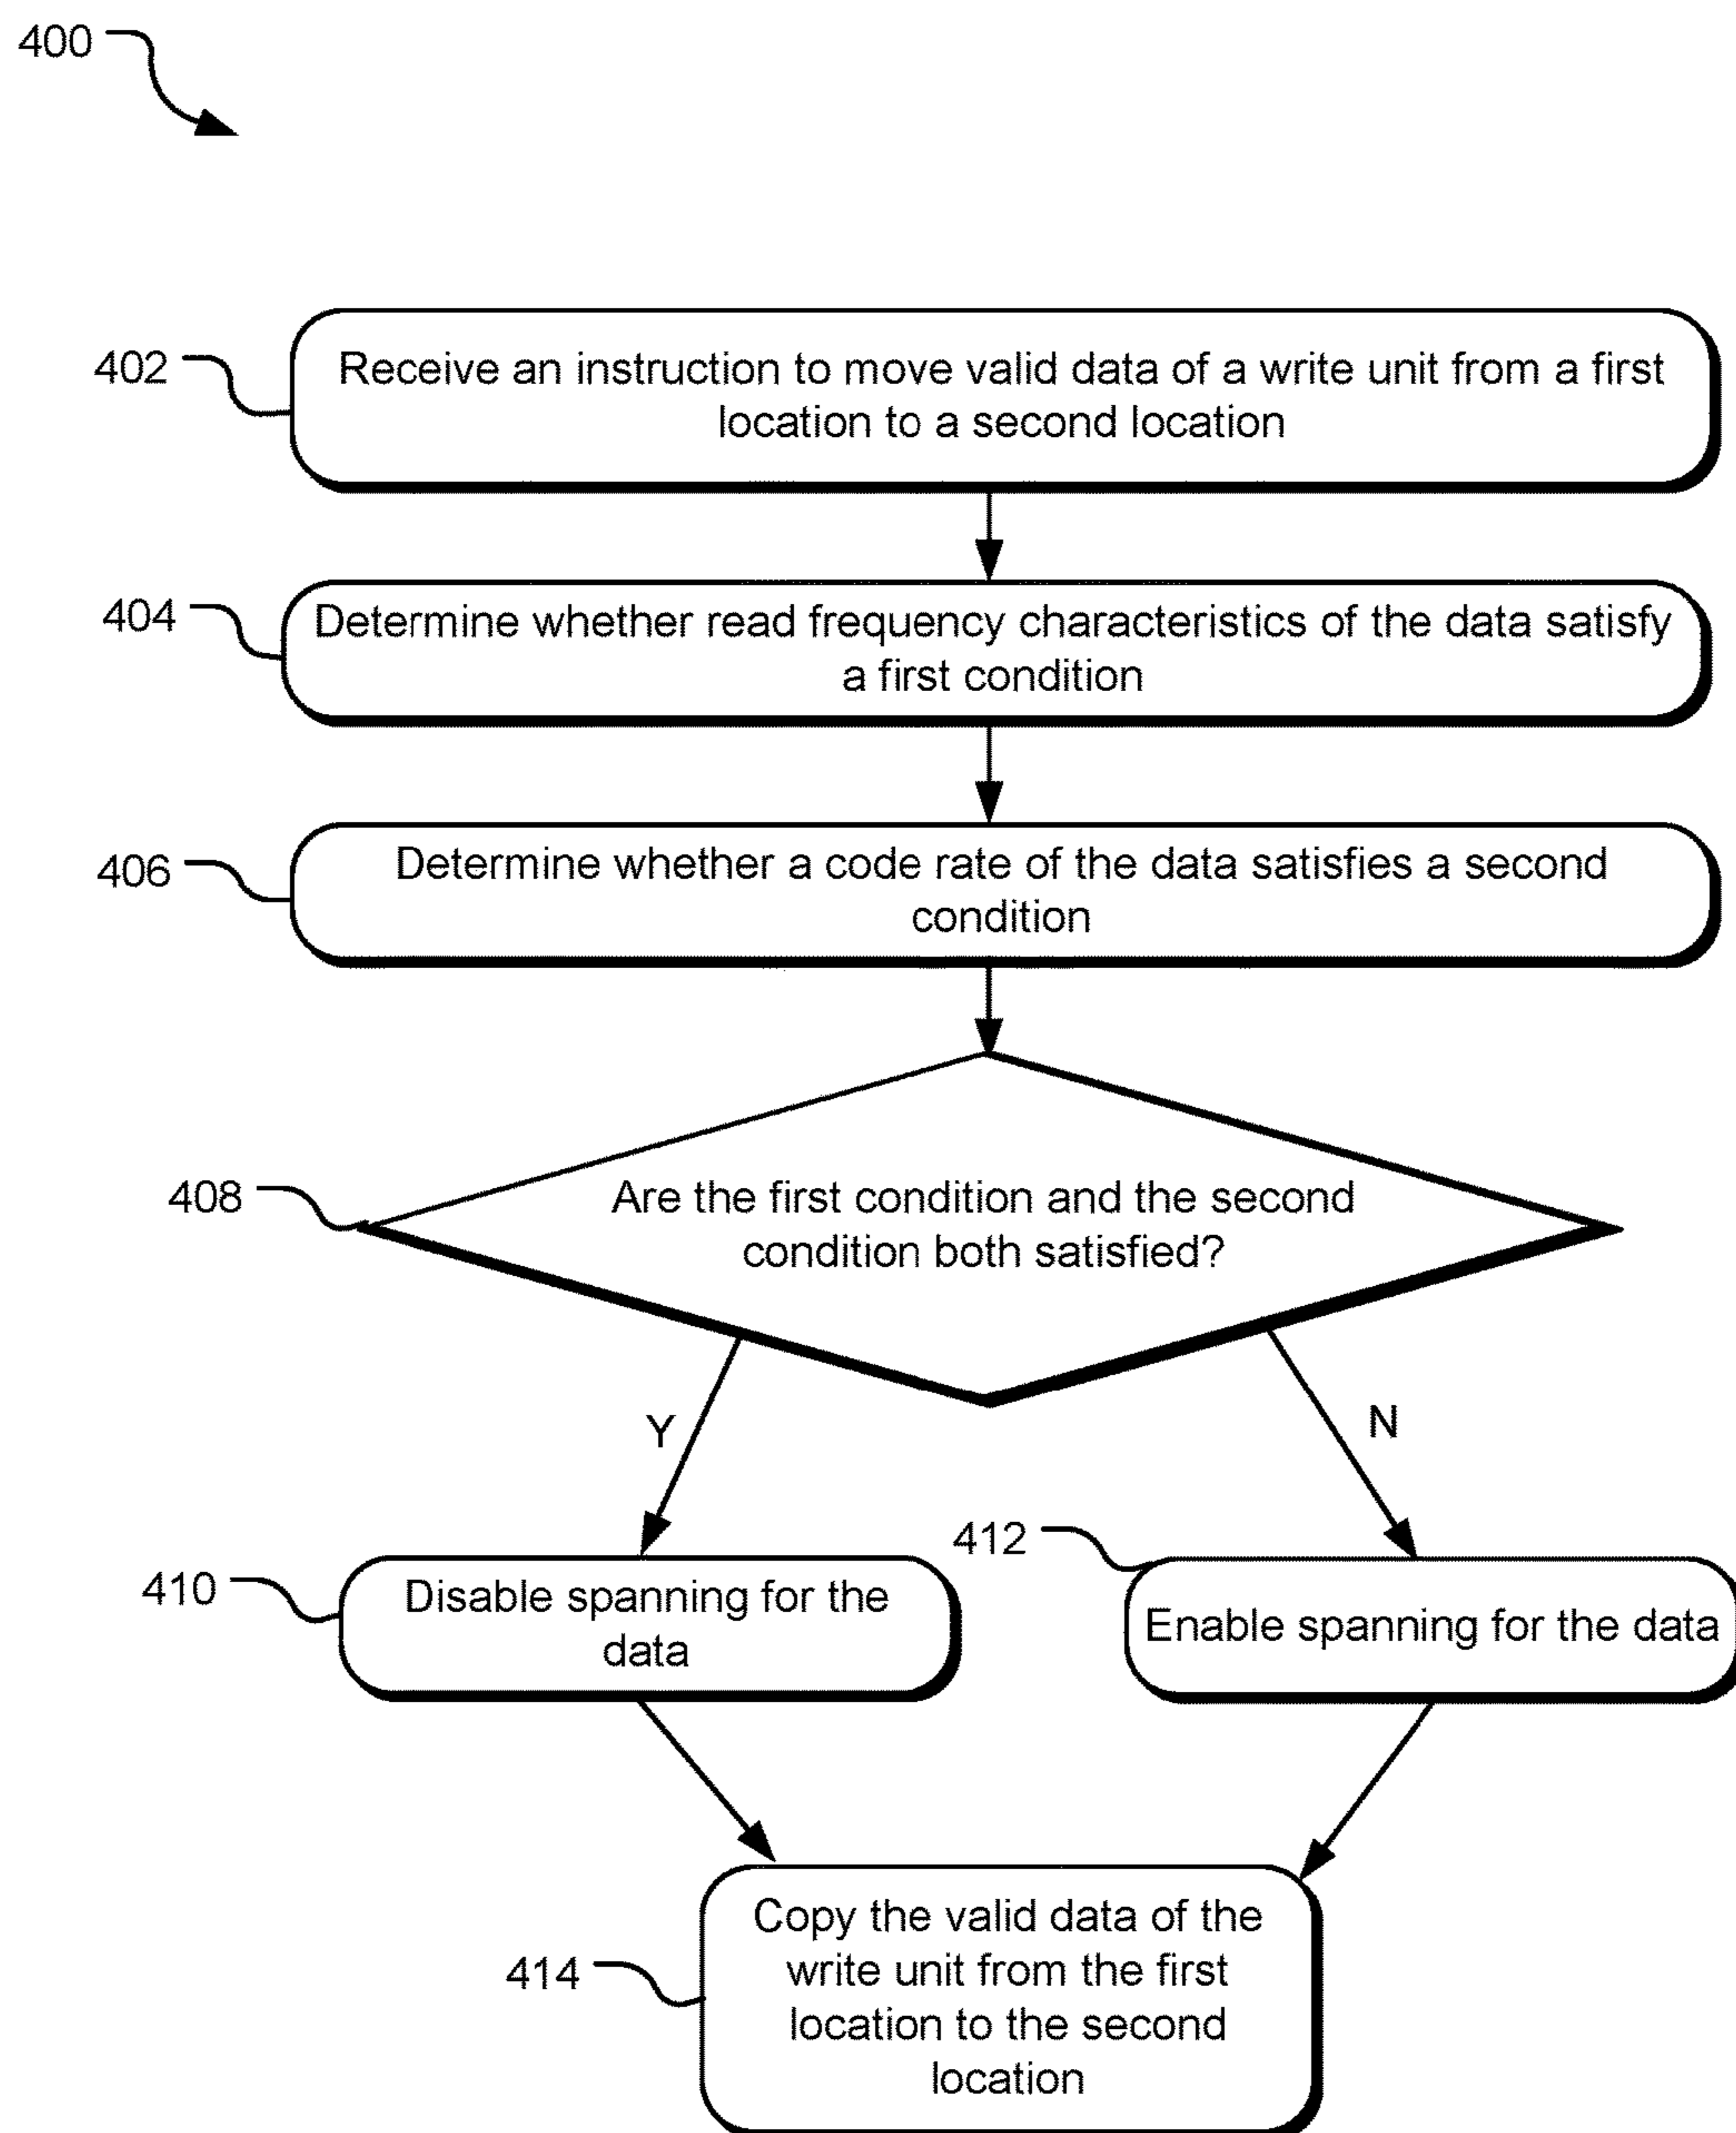 400
402
Receive an instruction to move valid data of a write unit from a first
location to a second location
404
Determine whether read frequency characteristics of the data satisfy
a first condition
406
Determine whether a code rate of the data satisfies a second
condition
408
Are the first condition and the second
condition both satisfied?
Y
N
410
Disable spanning for the
data
412
Enable spanning for the data
414
Copy the valid data of the
write unit from the first
location to the second
location